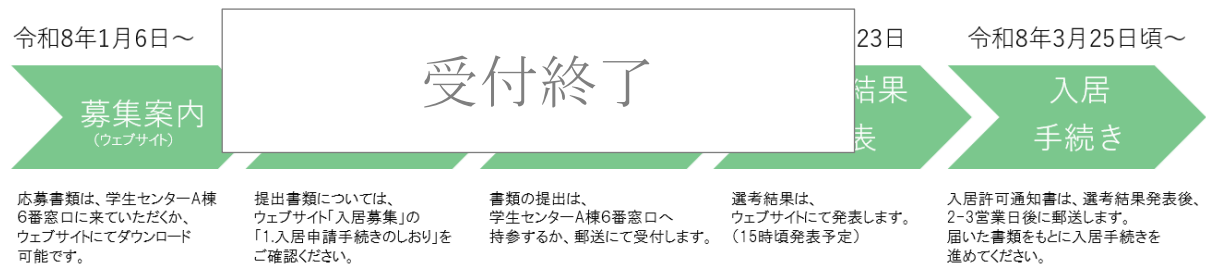 令和8年1月6日～
23日
令和8年3月25日頃～
受付終了
募集案内
(ウェブサイト)
結果
表
入居
手続き
応募書類は、学生センターA棟
6番窓口に来ていただくか、
ウェブサイトにてダウンロード
可能です。
提出書類については、
ウェブサイト「入居募集」の
「1.入居申請手続きのしおり」を
ご確認ください。
書類の提出は、
学生センターA棟6番窓口へ
持参するか、郵送にて受付します。
選考結果は、
ウェブサイトにて発表します。
（15時頃発表予定）
入居許可通知書は、選考結果発表後、
2-3営業日後に郵送します。
届いた書類をもとに入居手続きを
進めてください。